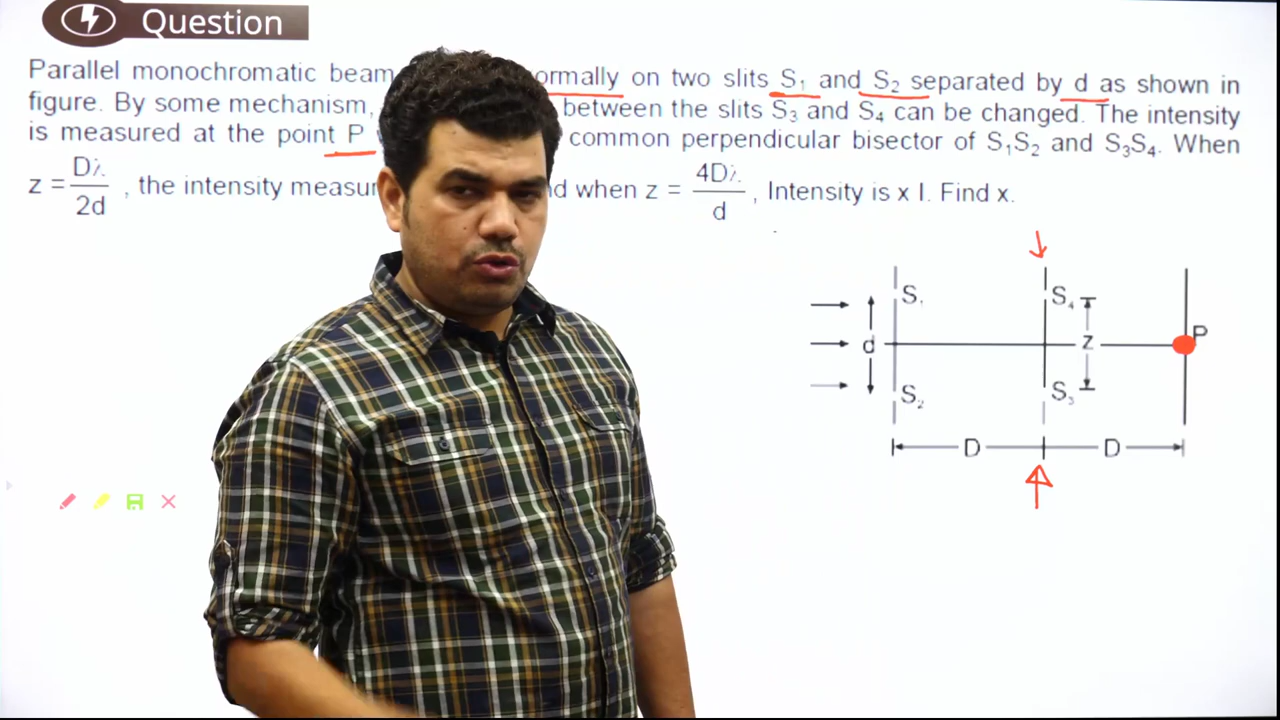 Question
Parallel monochromatic beam ormally on two slits S₁ and S₂ separated by d as shown in
figure. By some mechanism, between the slits S₃ and S₄ can be changed. The intensity
is measured at the point P common perpendicular bisector of S₁S₂ and S₃S₄. When
z = Dλ/2d , the intensity measu nd when z = 4Dλ/d , Intensity is x I. Find x.
S₁
S₄
P
d
z
S₂
S₃
D
D